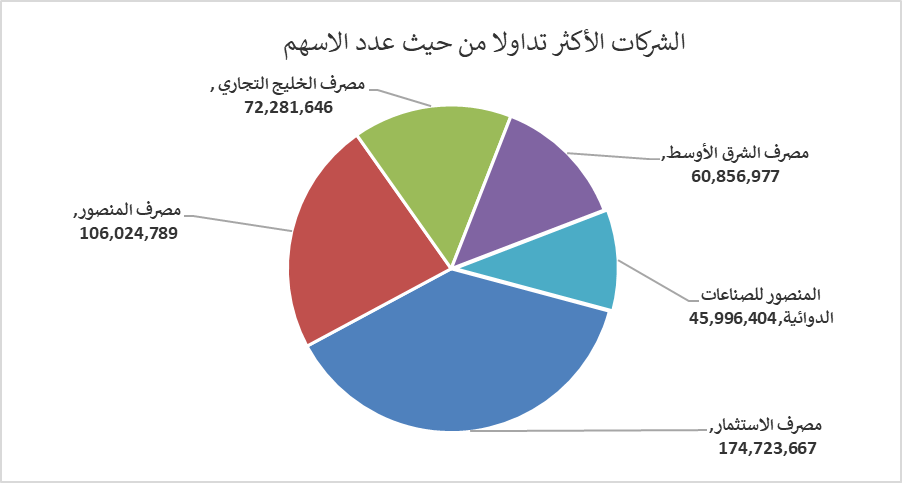 الشركات الأكثر تداولا من حيث عدد الاسهم
مصرف الخليج التجاري ,
72,281,646
مصرف الشرق الأوسط,
60,856,977
مصرف المنصور,
106,024,789
المنصور للصناعات
الدوائية, 45,996,404
مصرف الاستثمار,
174,723,667